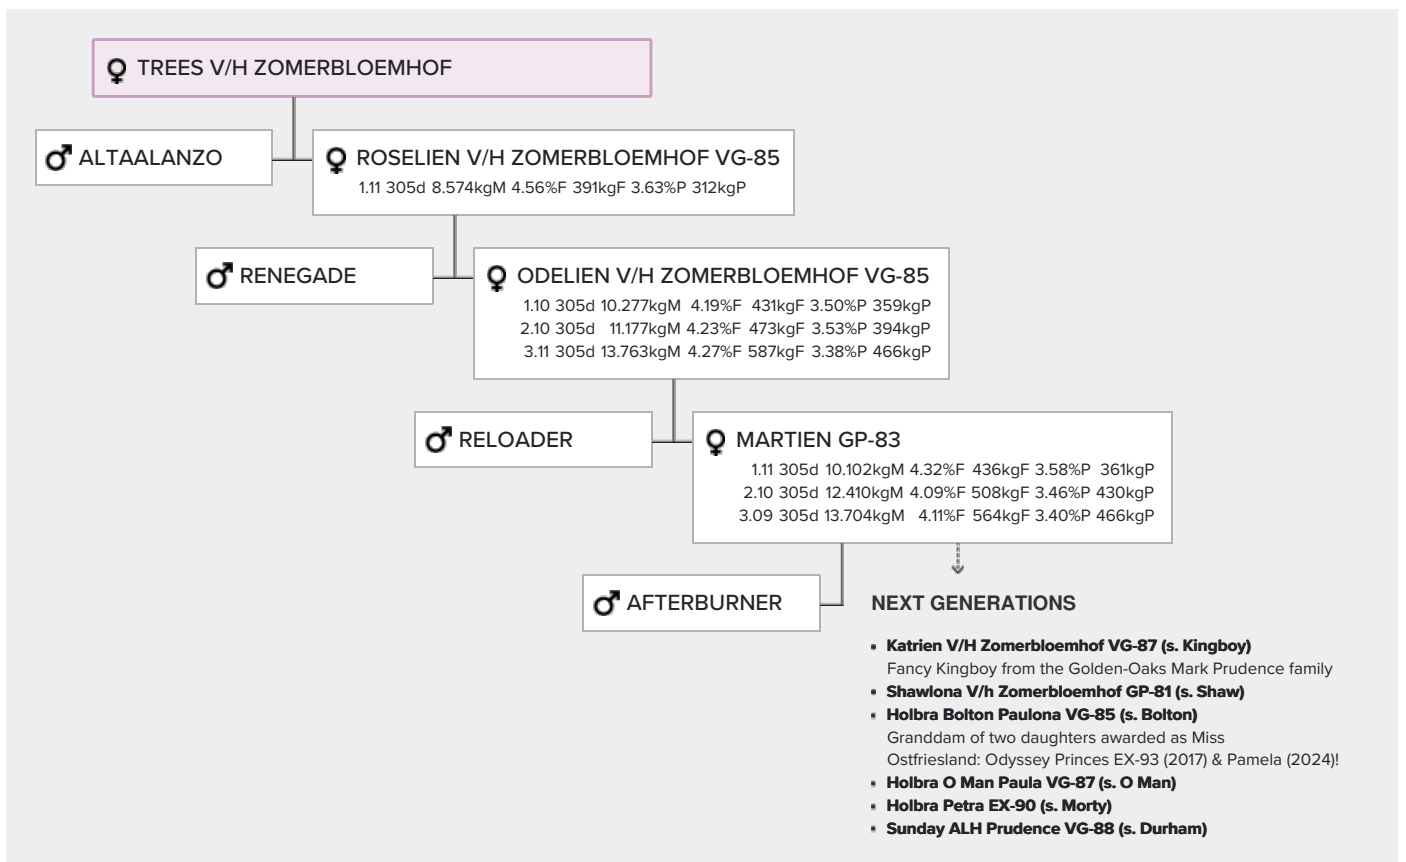 TREES V/H ZOMERBLOEMHOF
ALTAALANZO
ROSELIEN V/H ZOMERBLOEMHOF VG-85
1.11 305d 8.574kgM 4.56%F 391kgF 3.63%P 312kgP
RENEGADE
ODELIEN V/H ZOMERBLOEMHOF VG-85
1.10 305d 10.277kgM 4.19%F 431kgF 3.50%P 359kgP
2.10 305d 11.177kgM 4.23%F 473kgF 3.53%P 394kgP
3.11 305d 13.763kgM 4.27%F 587kgF 3.38%P 466kgP
RELOADER
MARTIEN GP-83
1.11 305d 10.102kgM 4.32%F 436kgF 3.58%P 361kgP
2.10 305d 12.410kgM 4.09%F 508kgF 3.46%P 430kgP
3.09 305d 13.704kgM 4.11%F 564kgF 3.40%P 466kgP
AFTERBURNER
NEXT GENERATIONS
• Katrien V/H Zomerbloemhof VG-87 (s. Kingboy)
Fancy Kingboy from the Golden-Oaks Mark Prudence family
• Shawlona V/h Zomerbloemhof GP-81 (s. Shaw)
• Holbra Bolton Paulona VG-85 (s. Bolton)
Granddam of two daughters awarded as Miss
Ostfriesland: Odyssey Princes EX-93 (2017) & Pamela (2024)!
• Holbra O Man Paula VG-87 (s. O Man)
• Holbra Petra EX-90 (s. Morty)
• Sunday ALH Prudence VG-88 (s. Durham)